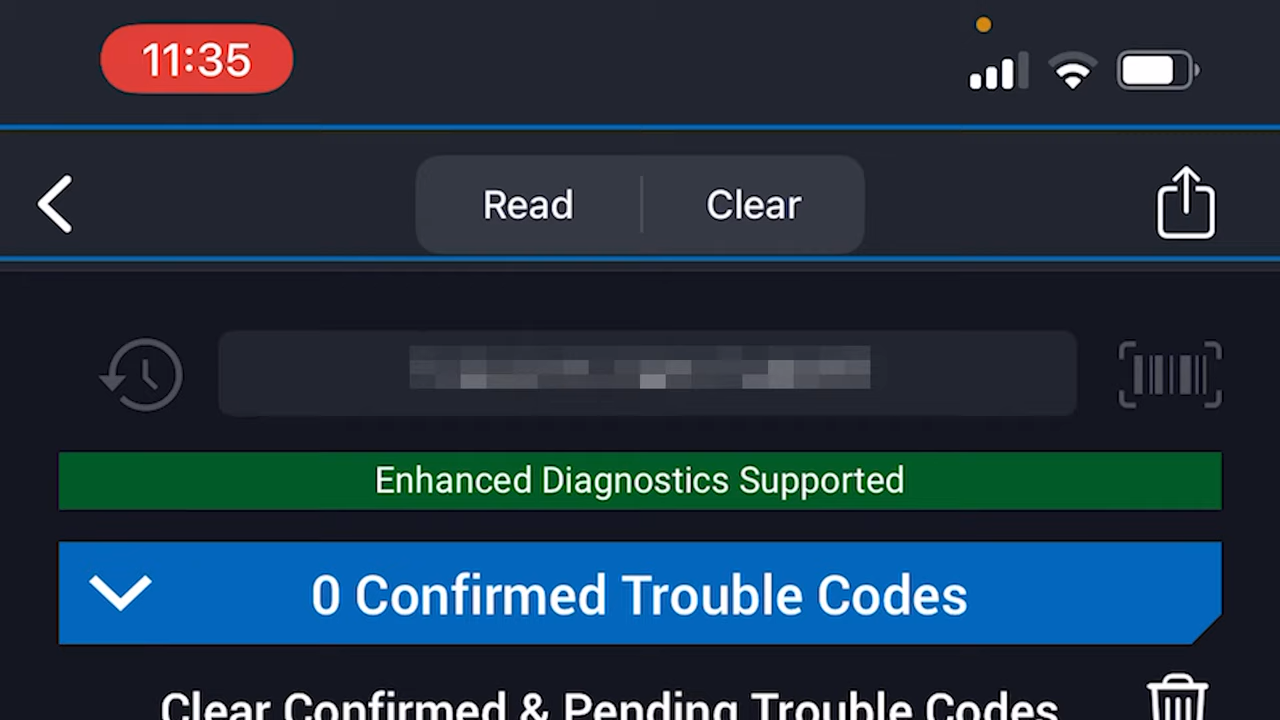 11:35
Read Clear
Enhanced Diagnostics Supported
0 Confirmed Trouble Codes
Clear Confirmed & Pending Trouble Codes